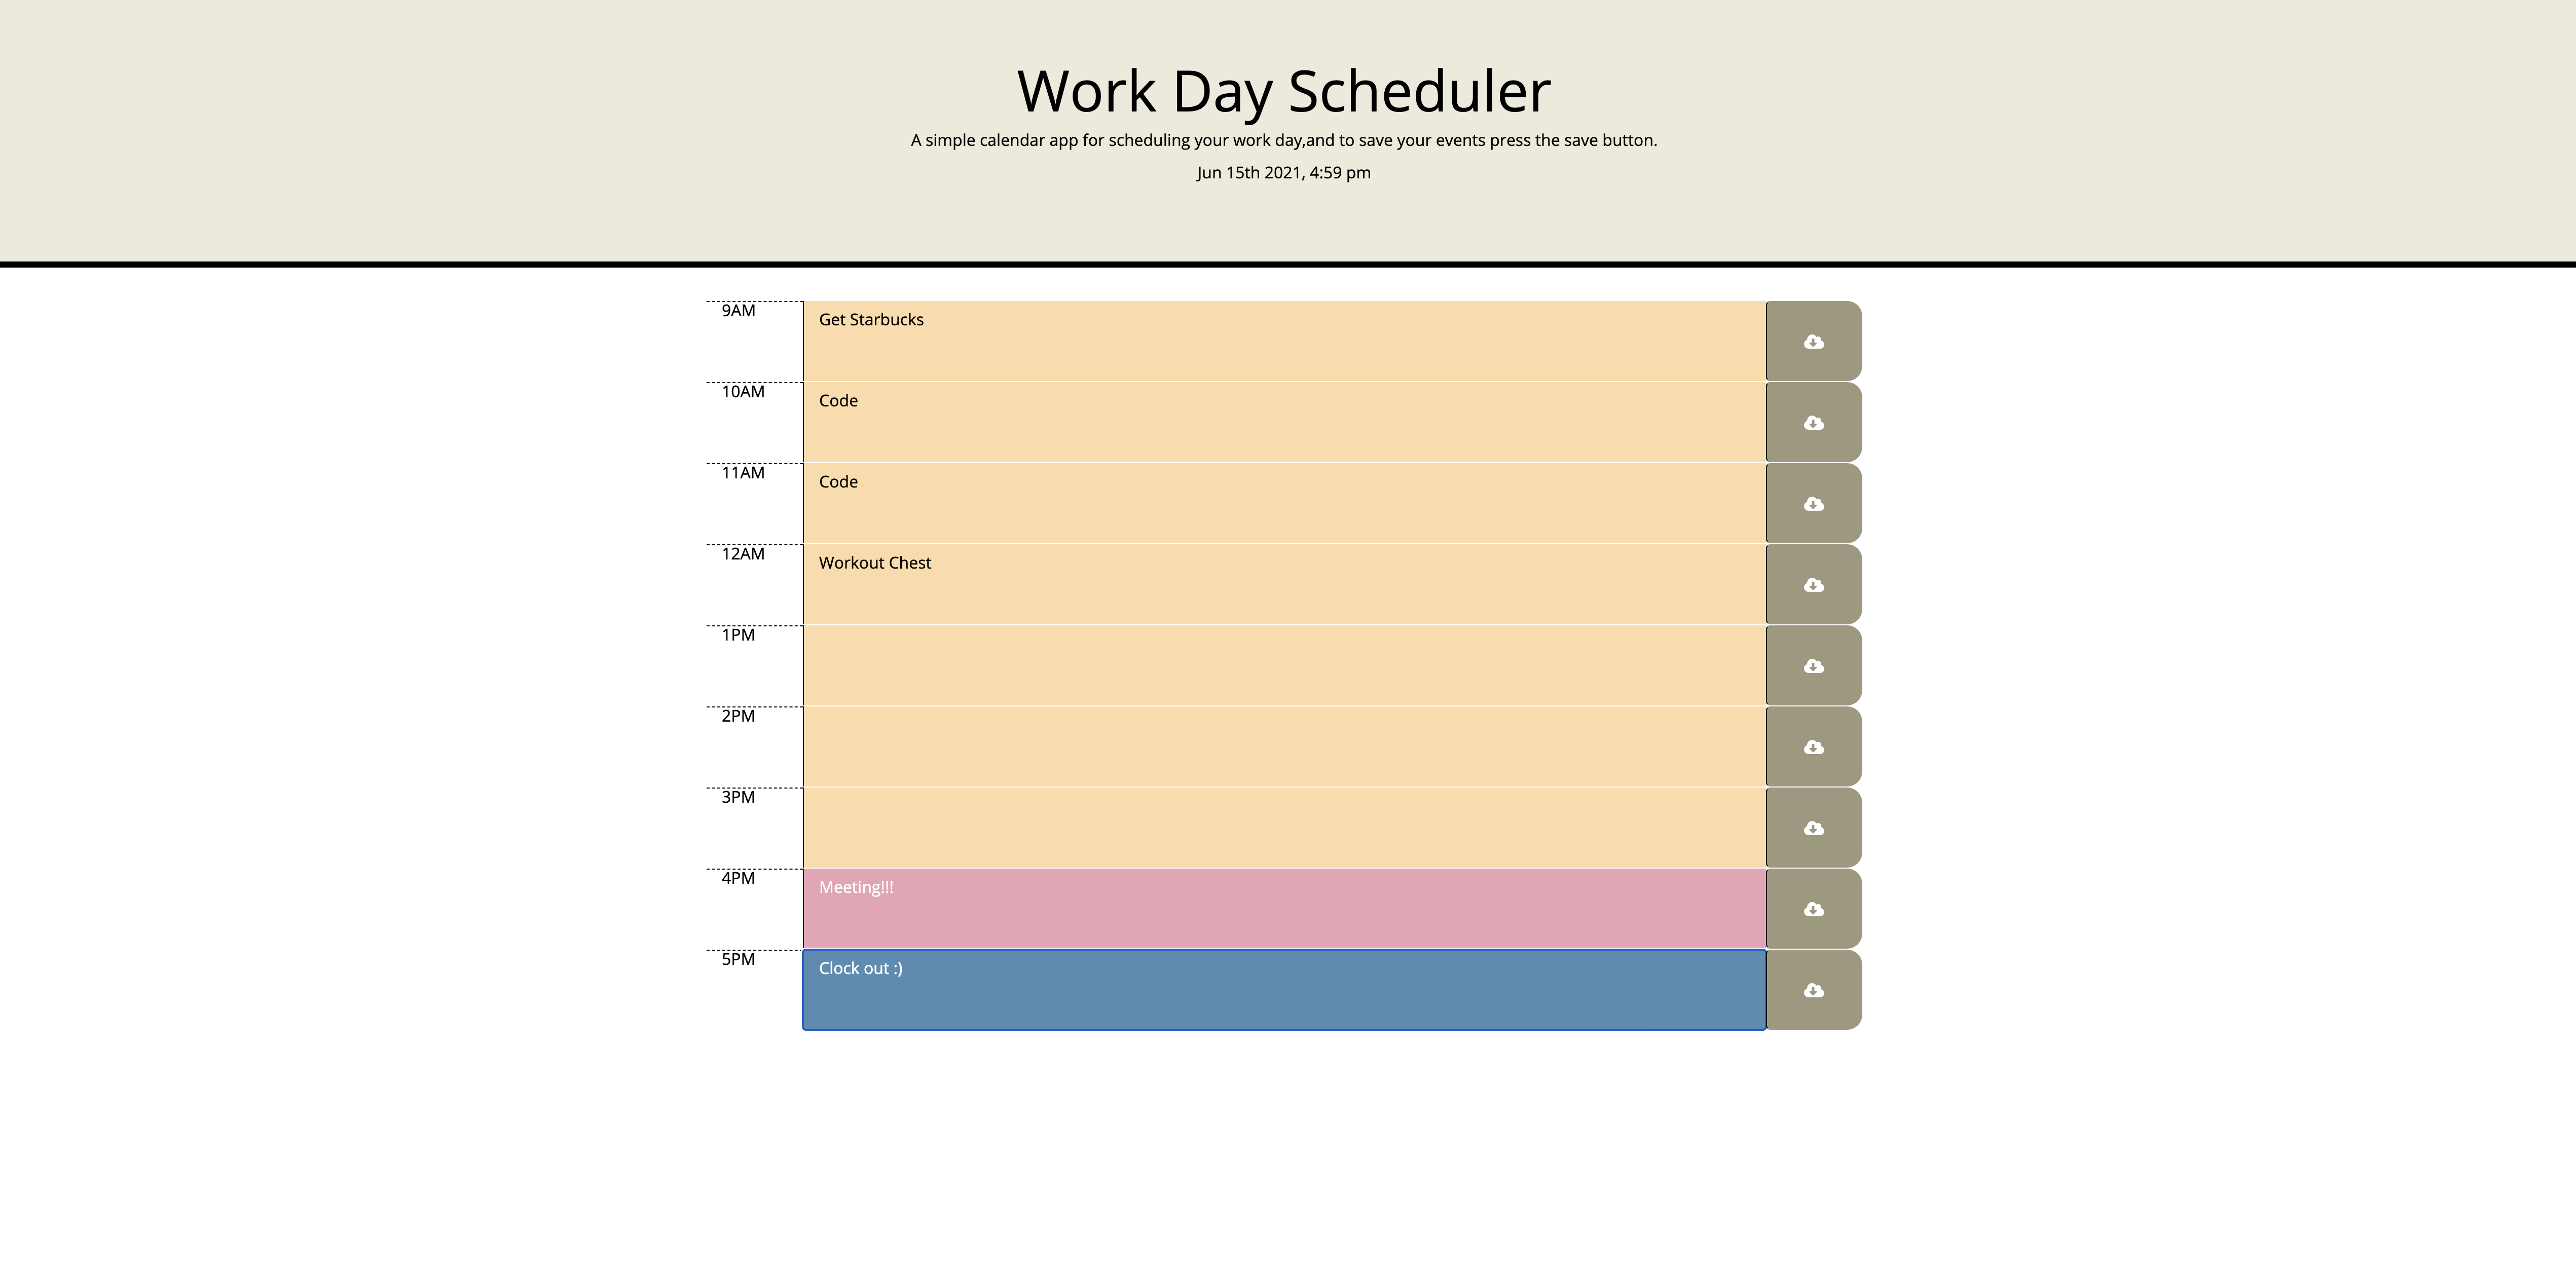 Work Day Scheduler
A simple calendar app for scheduling your work day,and to save your events press the save button.
Jun 15th 2021, 4:59 pm
9AM
Get Starbucks
10AM
Code
11AM
Code
12AM
Workout Chest
1PM
2PM
3PM
4PM
Meeting!!!
5PM
Clock out :)